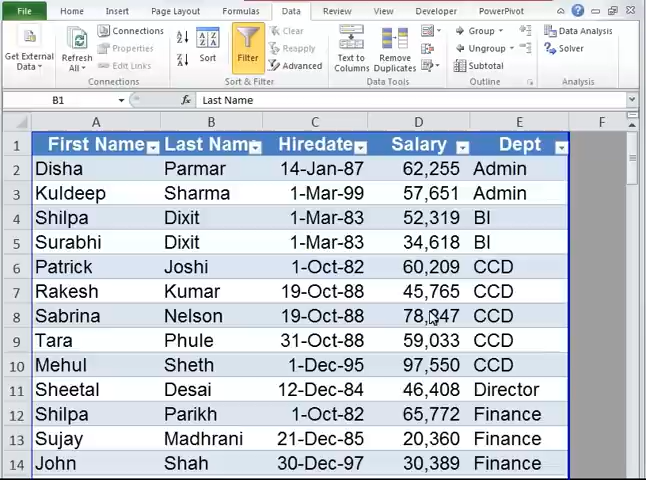 File Home Insert Page Layout Formulas Data Review View Developer PowerPivot
Get External Data
Refresh All
Connections
Properties
Edit Links
Connections
Sort
Filter
Clear
Reapply
Advanced
Sort & Filter
Text to Columns
Remove Duplicates
Data Tools
Group
Ungroup
Subtotal
Outline
Data Analysis
Solver
Analysis
B1 fx Last Name
A B C D E F
1 First Name Last Nam Hiredate Salary Dept
2 Disha Parmar 14-Jan-87 62,255 Admin
3 Kuldeep Sharma 1-Mar-99 57,651 Admin
4 Shilpa Dixit 1-Mar-83 52,319 BI
5 Surabhi Dixit 1-Mar-83 34,618 BI
6 Patrick Joshi 1-Oct-82 60,209 CCD
7 Rakesh Kumar 19-Oct-88 45,765 CCD
8 Sabrina Nelson 19-Oct-88 CCD
9 Tara Phule 31-Oct-88 59,033 CCD
10 Mehul Sheth 1-Dec-95 97,550 CCD
11 Sheetal Desai 12-Dec-84 46,408 Director
12 Shilpa Parikh 1-Oct-82 65,772 Finance
13 Sujay Madhrani 21-Dec-85 20,360 Finance
14 John Shah 30-Dec-97 30,389 Finance